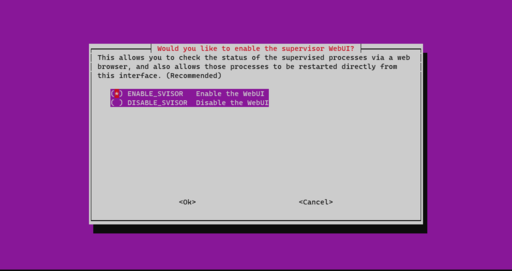 Would you like to enable the supervisor WebUI?
This allows you to check the status of the supervised processes via a web
browser, and also allows those processes to be restarted directly from
this interface. (Recommended)
(*) ENABLE_SVISOR   Enable the WebUI
( ) DISABLE_SVISOR  Disable the WebUI
<Ok>   <Cancel>